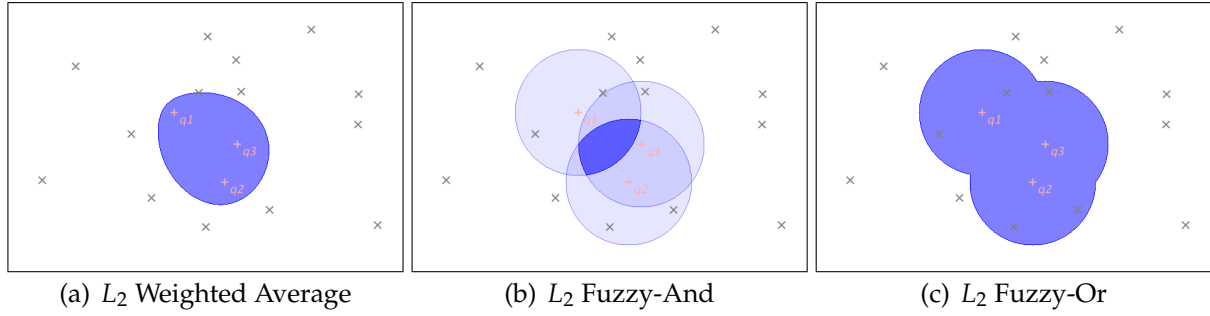 q1
q3
q2
q1
q3
q2
q1
q3
q2
(a) L2 Weighted Average
(b) L2 Fuzzy-And
(c) L2 Fuzzy-Or